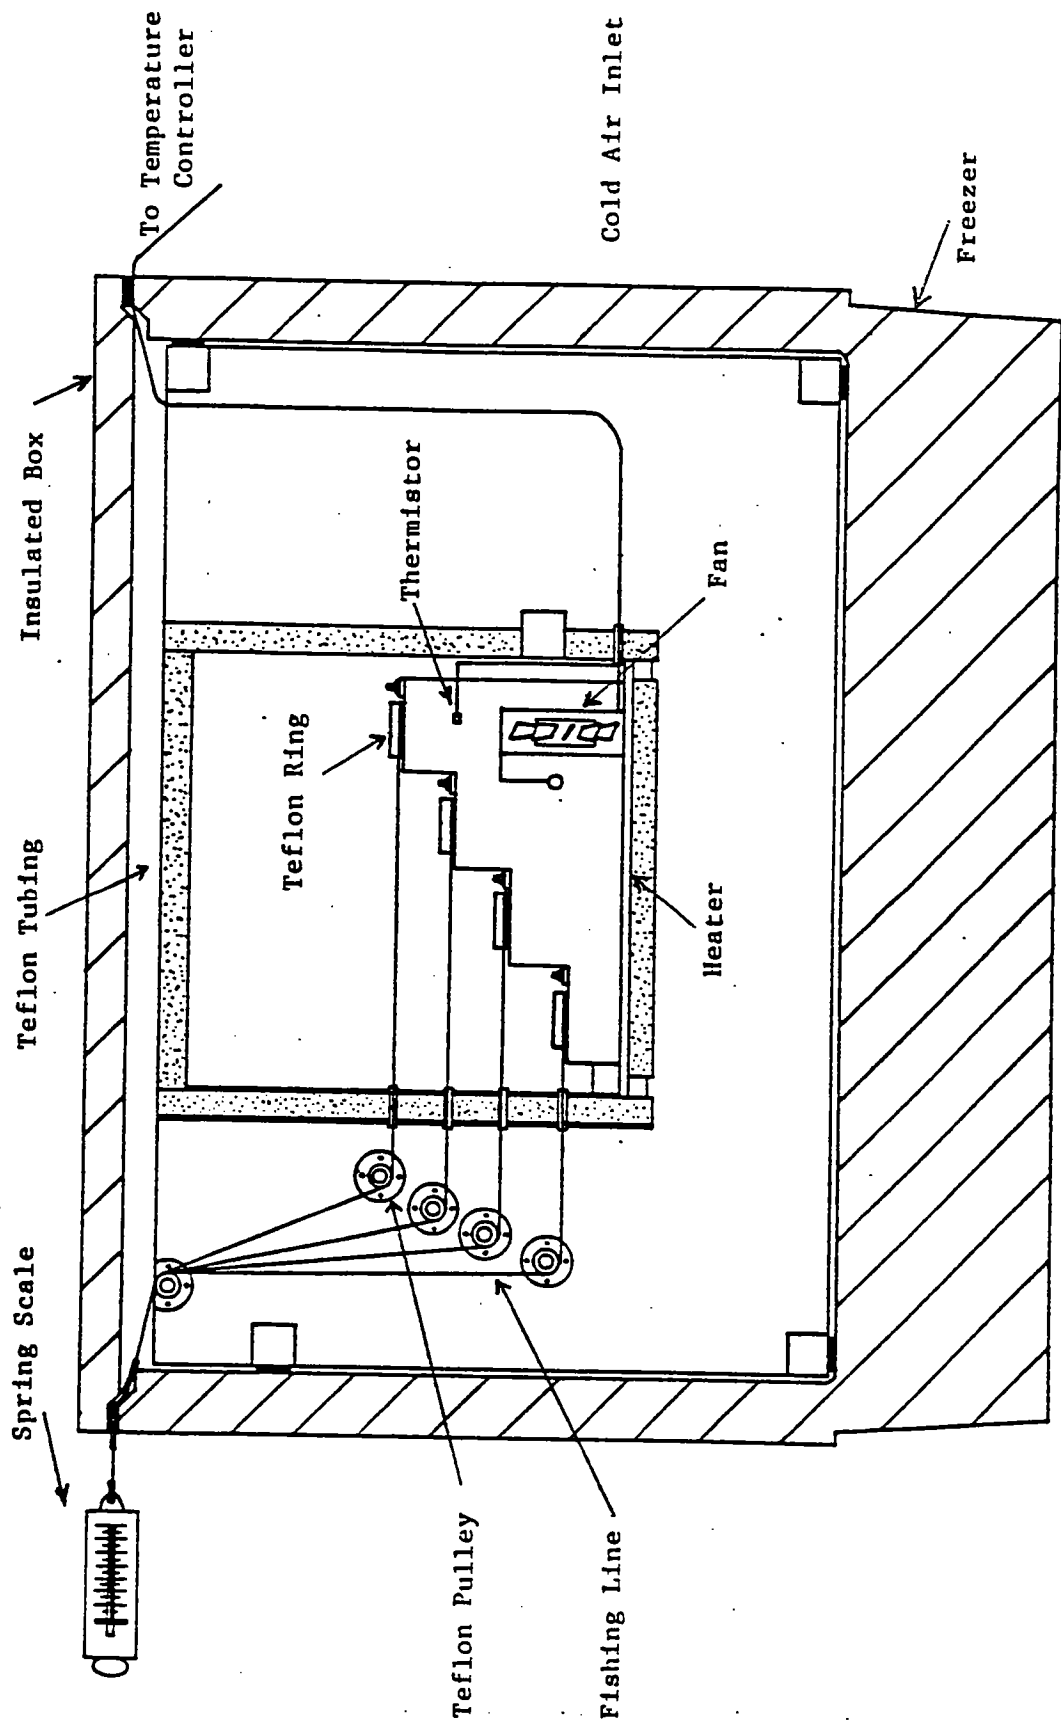 Spring Scale
Teflon Tubing
Insulated Box
To Temperature
Controller
Teflon Ring
Thermistor
Cold Air Inlet
Teflon Pulley
Fishing Line
Heater
Fan
Freezer